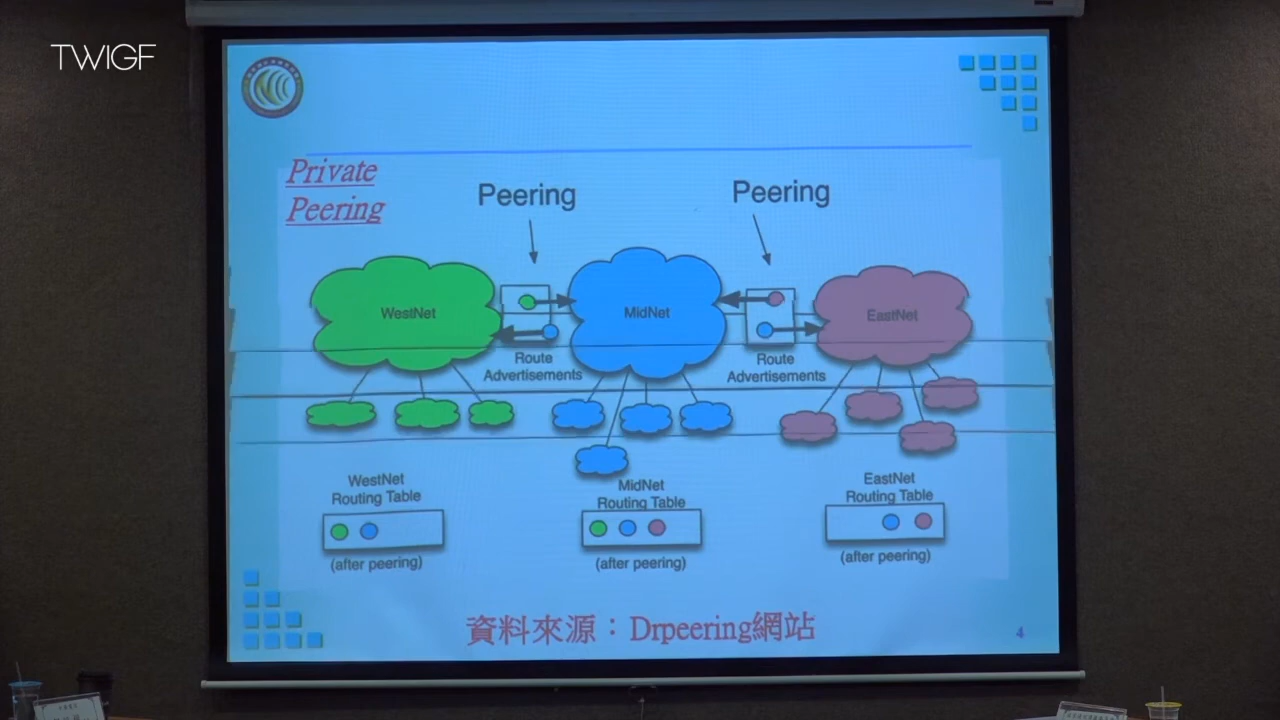 TWIGF
Private
Peering
Peering
Peering
WestNet
MidNet
EastNet
Route
Advertisements
Route
Advertisements
WestNet
Routing Table
(after peering)
MidNet
Routing Table
(after peering)
EastNet
Routing Table
(after peering)
資料來源：Drpeering網站
4